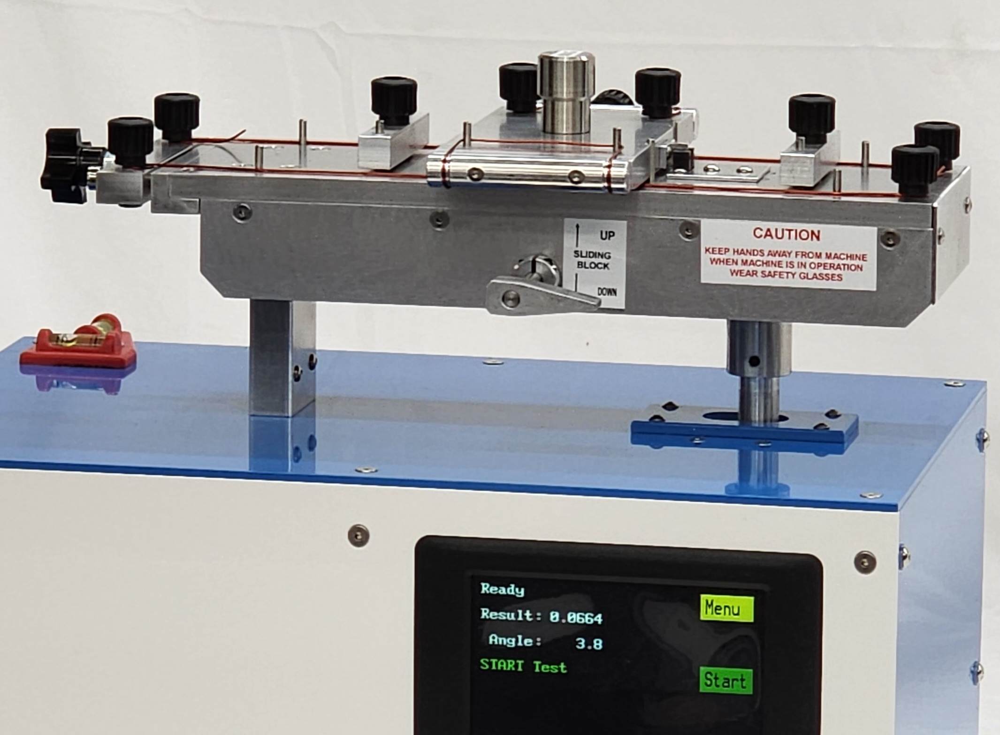 UP
SLIDING
BLOCK
DOWN
CAUTION
KEEP HANDS AWAY FROM MACHINE
WHEN MACHINE IS IN OPERATION
WEAR SAFETY GLASSES
Ready
Menu
Result: 0.0664
Angle: 3.8
START Test
Start